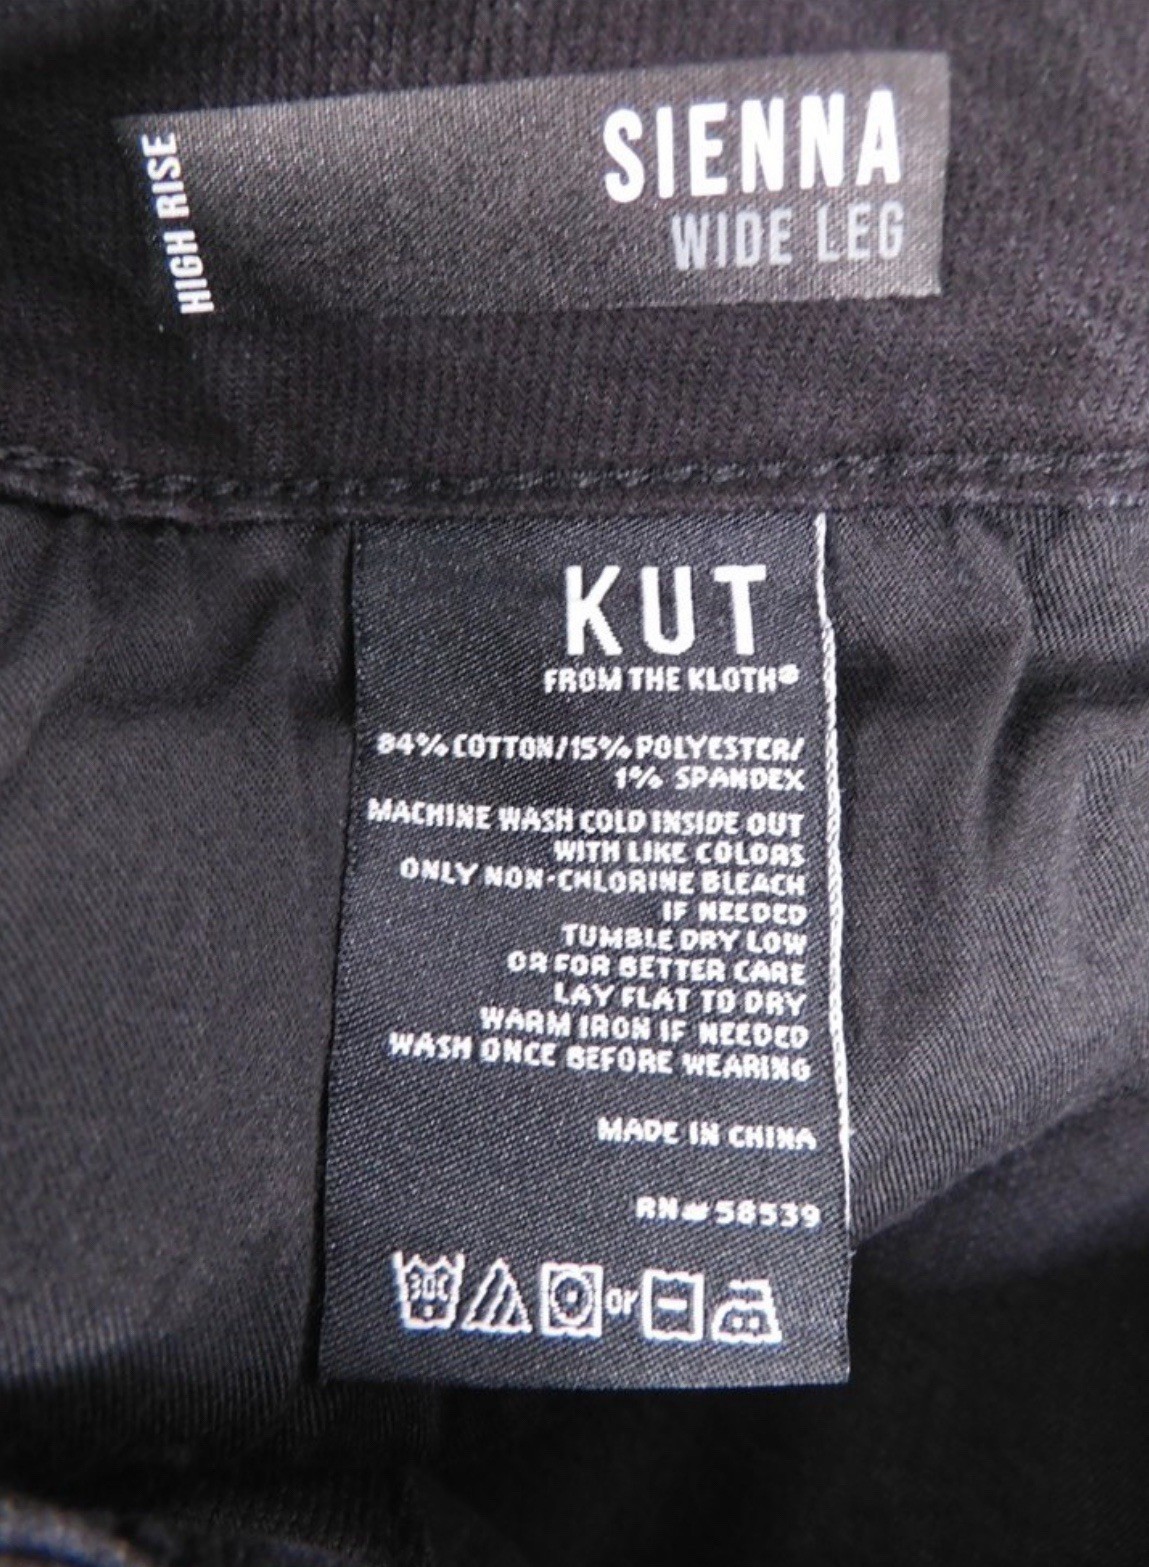 HIGH RISE
SIENNA
WIDE LEG
KUT
FROM THE KLOTH®
84% COTTON/15% POLYESTER/
1% SPANDEX
MACHINE WASH COLD INSIDE OUT
WITH LIKE COLORS
ONLY NON-CHLORINE BLEACH
IF NEEDED
TUMBLE DRY LOW
OR FOR BETTER CARE
LAY FLAT TO DRY
WARM IRON IF NEEDED
WASH ONCE BEFORE WEARING
MADE IN CHINA
RN# 58539
30C or